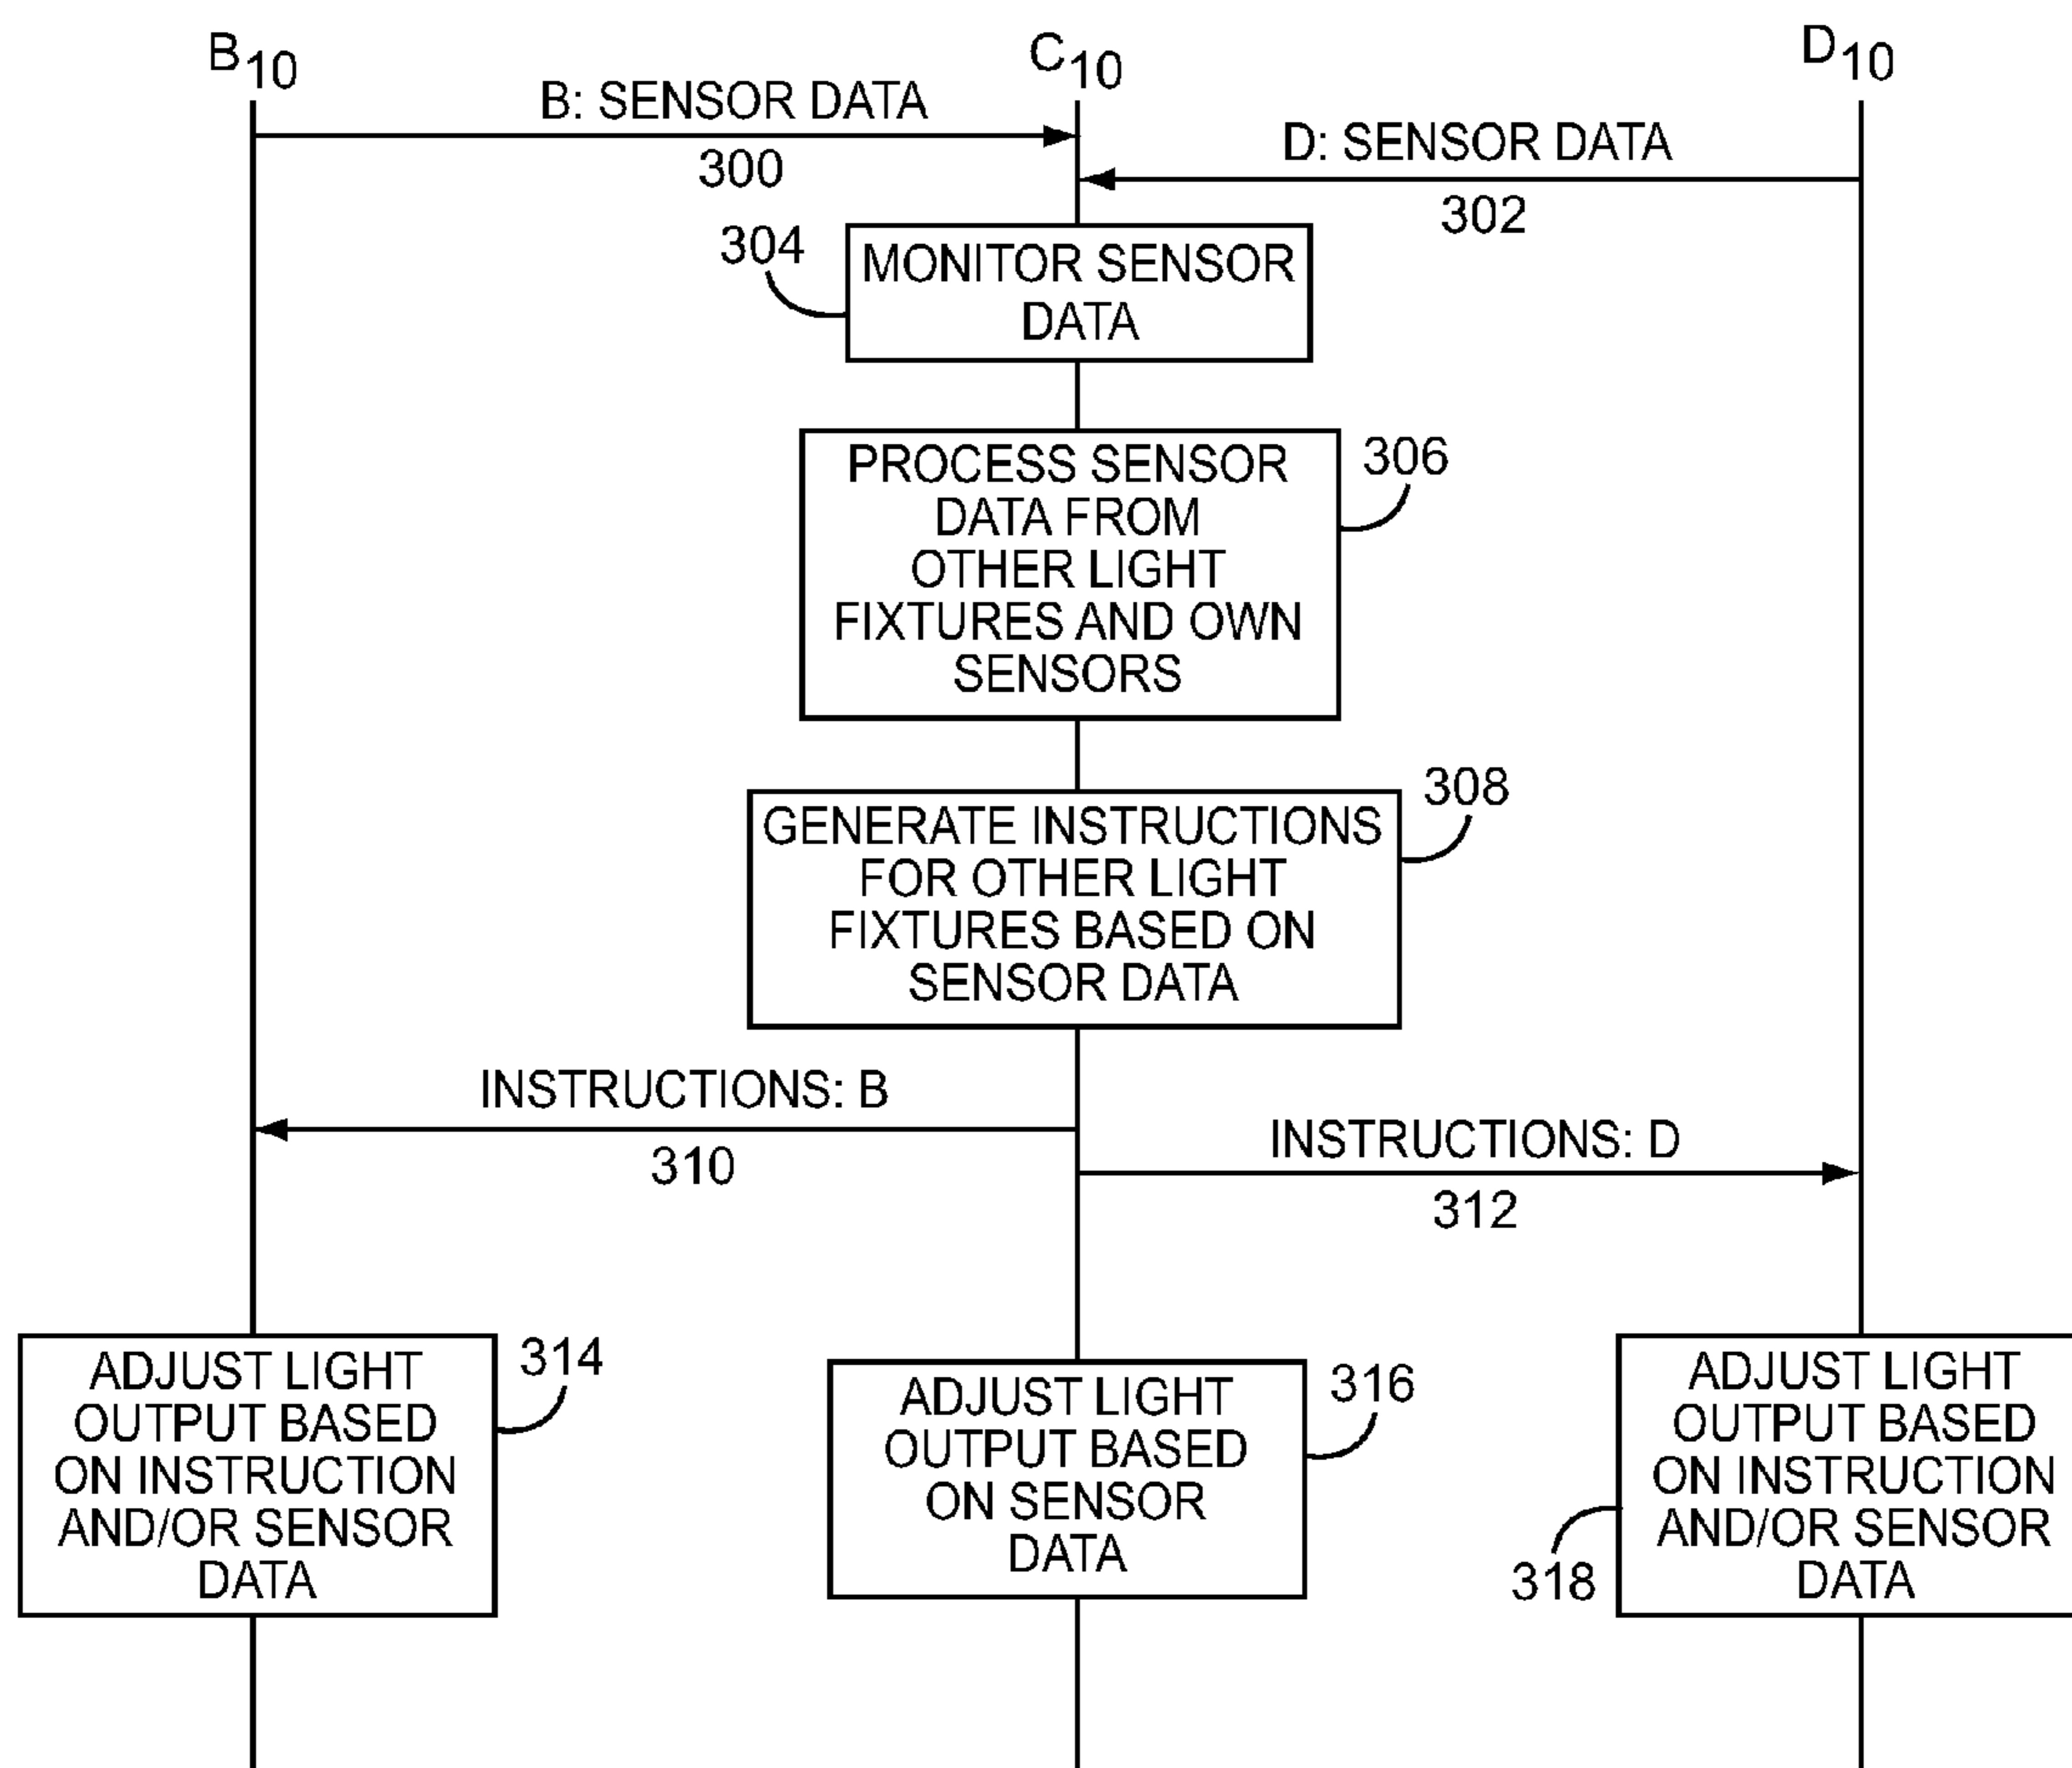 B10
C10
D10
B: SENSOR DATA
300
D: SENSOR DATA
302
304
MONITOR SENSOR
DATA
PROCESS SENSOR
DATA FROM
OTHER LIGHT
FIXTURES AND OWN
SENSORS
306
GENERATE INSTRUCTIONS
FOR OTHER LIGHT
FIXTURES BASED ON
SENSOR DATA
308
INSTRUCTIONS: B
310
INSTRUCTIONS: D
312
ADJUST LIGHT
OUTPUT BASED
ON INSTRUCTION
AND/OR SENSOR
DATA
314
ADJUST LIGHT
OUTPUT BASED
ON SENSOR
DATA
316
ADJUST LIGHT
OUTPUT BASED
ON INSTRUCTION
AND/OR SENSOR
DATA
318